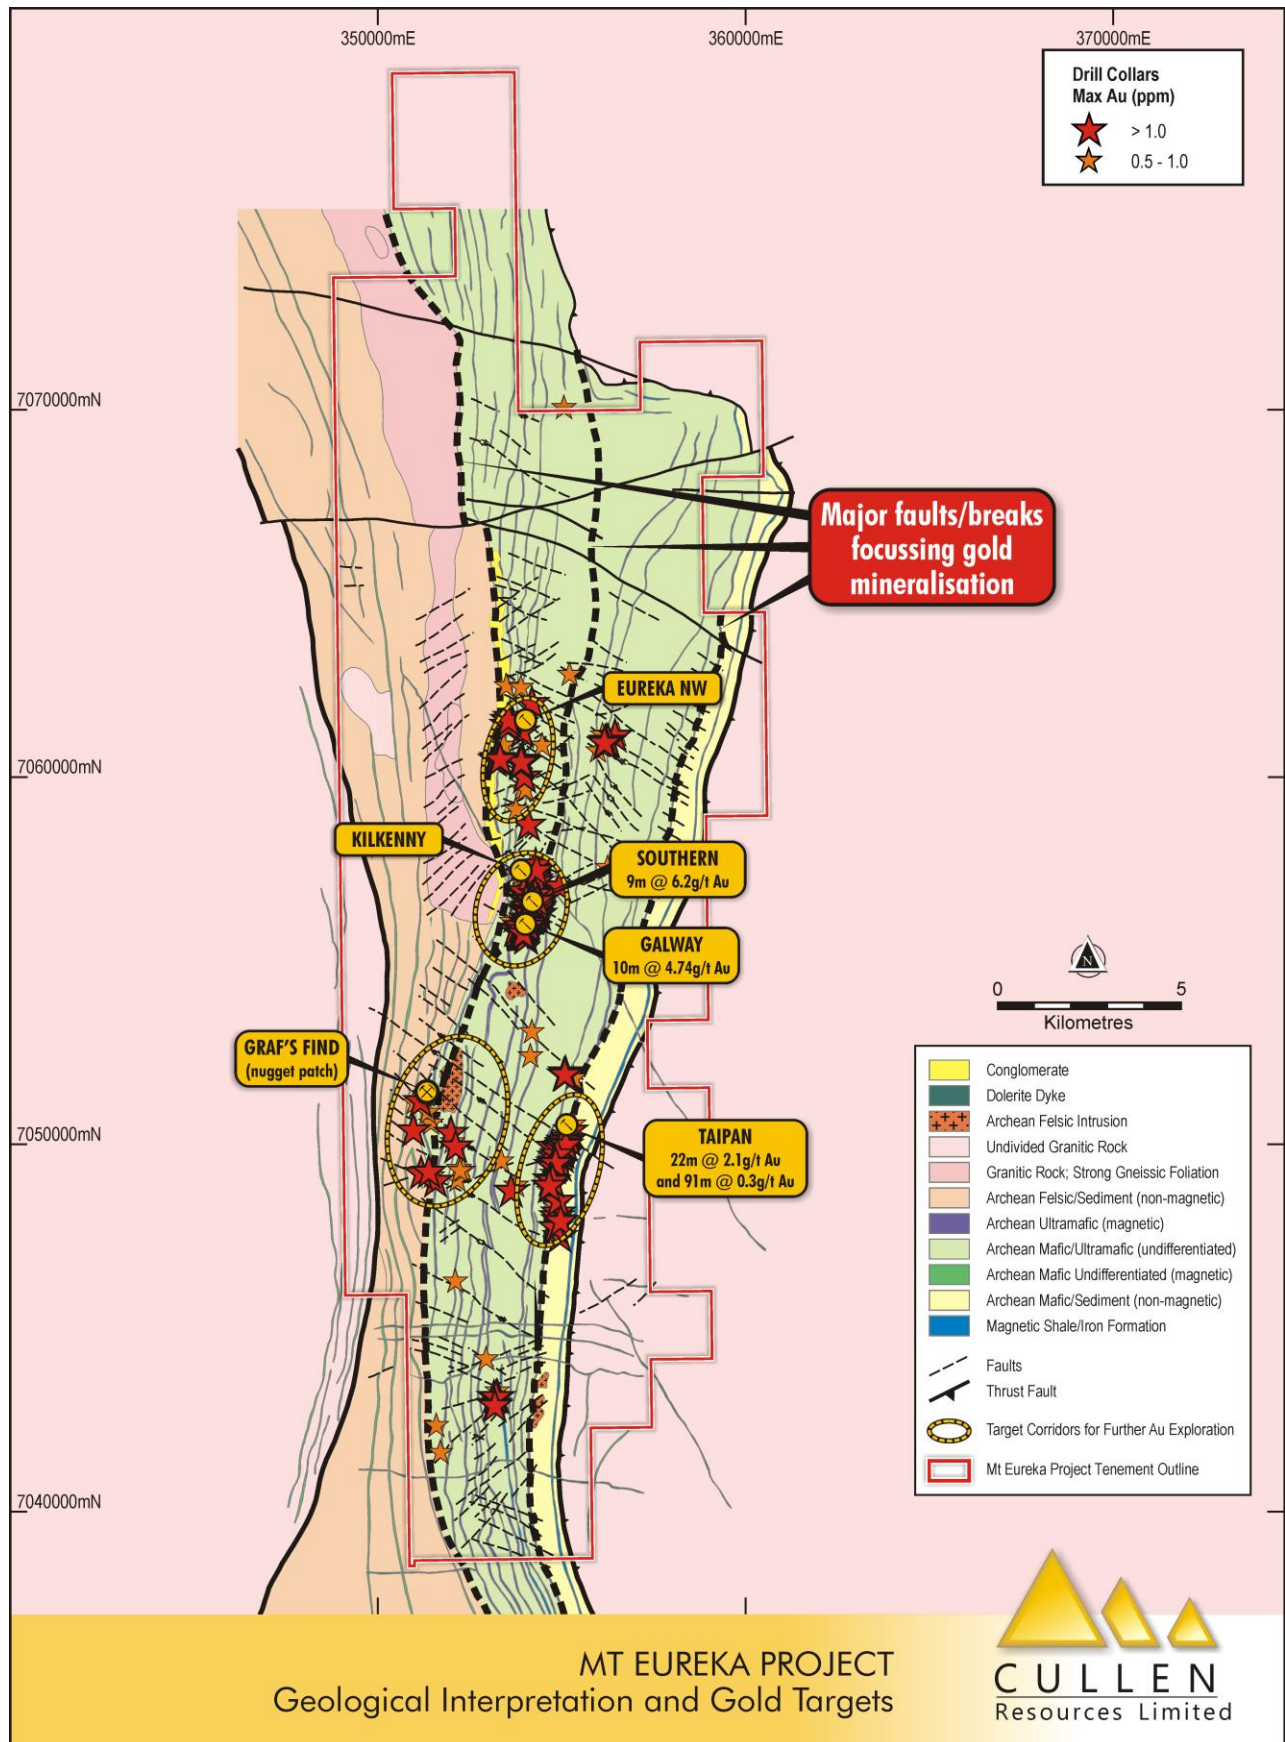 350000mE
360000mE
370000mE
Drill Collars
Max Au (ppm)
> 1.0
0.5 - 1.0
7070000mN
Major faults/breaks
focussing gold
mineralisation
EUREKA NW
7060000mN
KILKENNY
SOUTHERN
9m @ 6.2g/t Au
GALWAY
10m @ 4.74g/t Au
N
0 5
Kilometres
GRAF'S FIND
(nugget patch)
7050000mN
TAIPAN
22m @ 2.1g/t Au
and 91m @ 0.3g/t Au
Conglomerate
Dolerite Dyke
Archean Felsic Intrusion
Undivided Granitic Rock
Granitic Rock; Strong Gneissic Foliation
Archean Felsic/Sediment (non-magnetic)
Archean Ultramafic (magnetic)
Archean Mafic/Ultramafic (undifferentiated)
Archean Mafic Undifferentiated (magnetic)
Archean Mafic/Sediment (non-magnetic)
Magnetic Shale/Iron Formation
Faults
Thrust Fault
Target Corridors for Further Au Exploration
Mt Eureka Project Tenement Outline
7040000mN
MT EUREKA PROJECT
Geological Interpretation and Gold Targets
CULLEN
Resources Limited